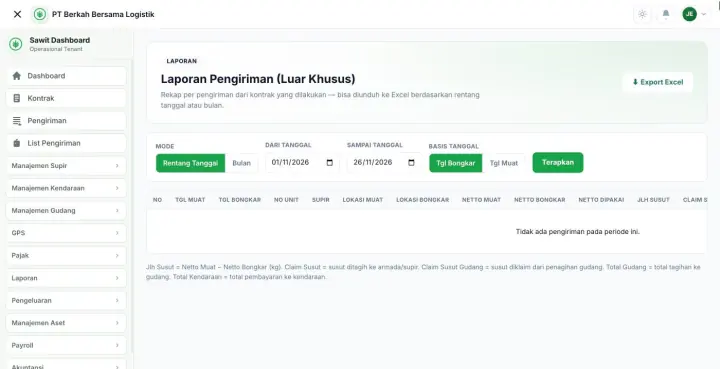 PT Berkah Bersama Logistik
JE
Sawit Dashboard
Operasional Tenant
Dashboard
Kontrak
Pengiriman
List Pengiriman
Manajemen Supir
Manajemen Kendaraan
Manajemen Gudang
GPS
Pajak
Laporan
Pengeluaran
Manajemen Aset
Payroll
Akuntansi
LAPORAN
Laporan Pengiriman (Luar Khusus)
Rekap per pengiriman dari kontrak yang dilakukan — bisa diunduh ke Excel berdasarkan rentang
tanggal atau bulan.
Export Excel
MODE DARI TANGGAL SAMPAI TANGGAL BASIS TANGGAL
Rentang Tanggal Bulan 01/11/2026 26/11/2026 Tgl Bongkar Tgl Muat Terapkan
NO TGL MUAT TGL BONGKAR NO UNIT SUPIR LOKASI MUAT LOKASI BONGKAR NETTO MUAT NETTO BONGKAR NETTO DIPAKAI JLH SUSUT CLAIM S
Tidak ada pengiriman pada periode ini.
Jlh Susut = Netto Muat − Netto Bongkar (kg). Claim Susut = susut ditagih ke armada/supir. Claim Susut Gudang = susut diklaim dari penagihan gudang. Total Gudang = total tagihan ke
gudang. Total Kendaraan = total pembayaran ke kendaraan.